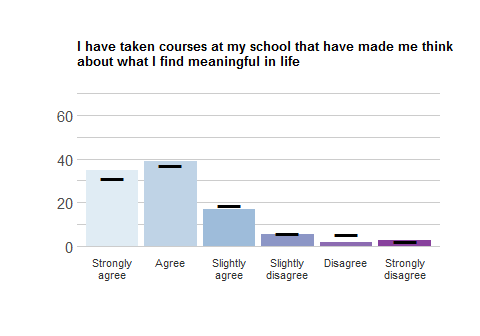 I have taken courses at my school that have made me think
about what I find meaningful in life
60
40
20
0
Strongly agree
Agree
Slightly agree
Slightly disagree
Disagree
Strongly disagree